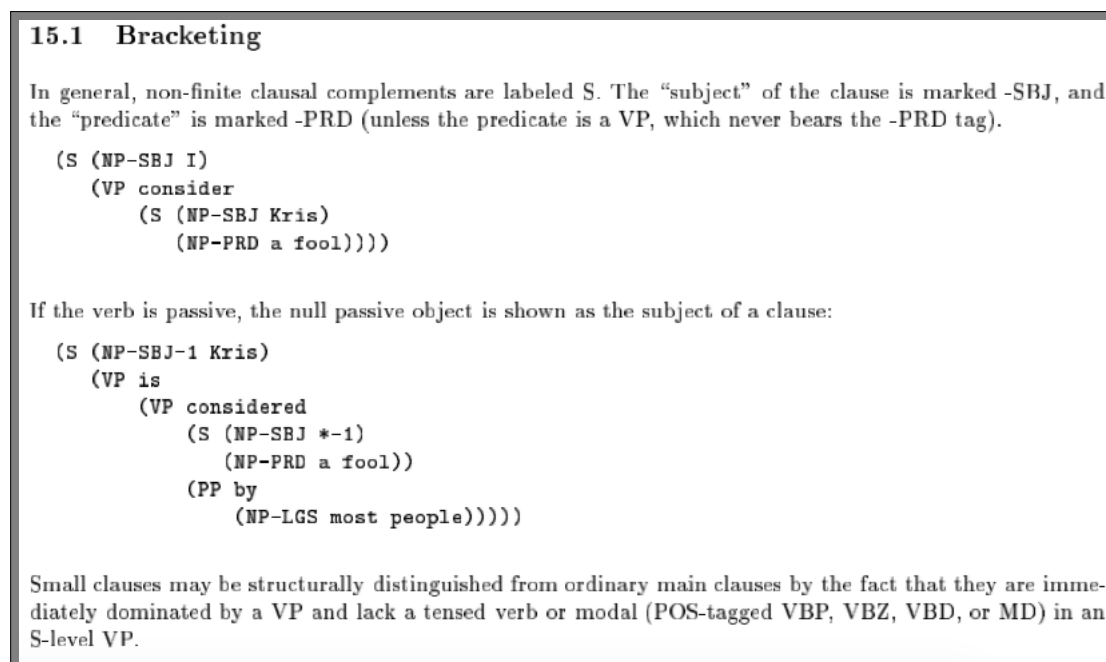 15.1 Bracketing
In general, non-finite clausal complements are labeled S. The “subject” of the clause is marked -SBJ, and
the “predicate” is marked -PRD (unless the predicate is a VP, which never bears the -PRD tag).
(S (NP-SBJ I)
(VP consider
(S (NP-SBJ Kris)
(NP-PRD a fool))))
If the verb is passive, the null passive object is shown as the subject of a clause:
(S (NP-SBJ-1 Kris)
(VP is
(VP considered
(S (NP-SBJ *-1)
(NP-PRD a fool))
(PP by
(NP-LGS most people)))))
Small clauses may be structurally distinguished from ordinary main clauses by the fact that they are imme-
diately dominated by a VP and lack a tensed verb or modal (POS-tagged VBP, VBZ, VBD, or MD) in an
S-level VP.